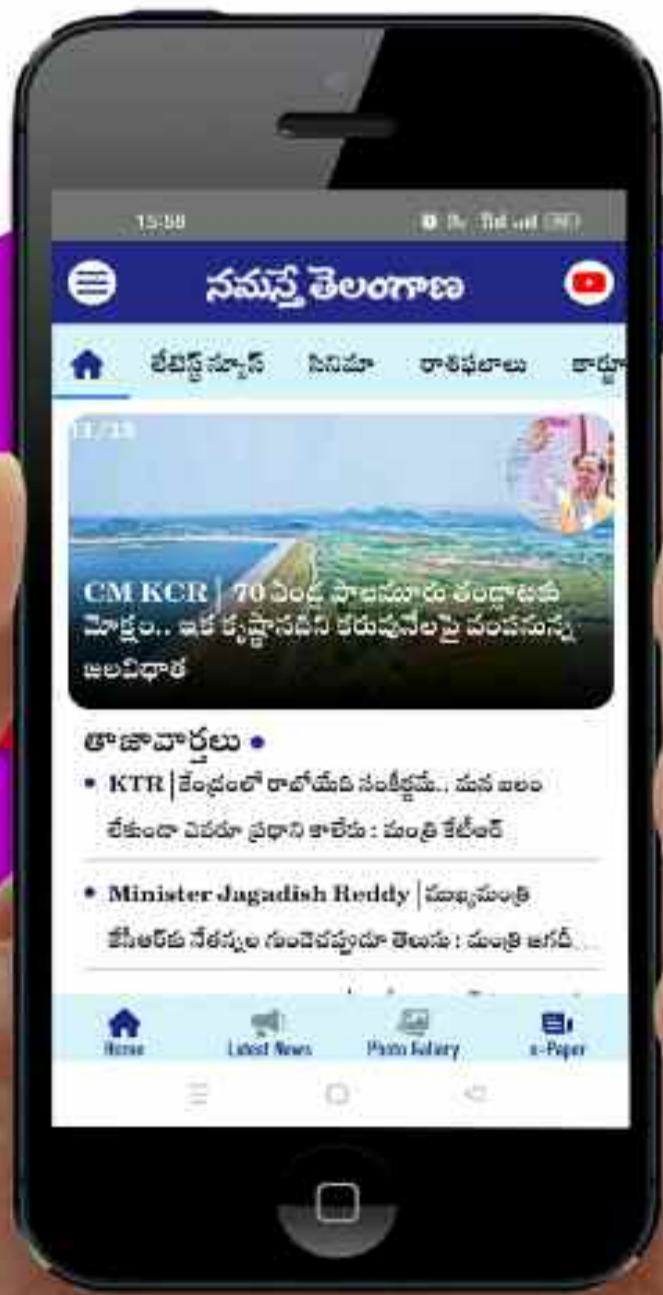 15:58
నమస్తే తెలంగాణ
లేటెస్ట్ న్యూస్ సినిమా రాశిఫలాలు కార్టూ
CM KCR | 70 ఏండ్ల పాలమూరు తండ్లాటకు
మోక్షం.. ఇక కృష్ణానదిని కరువునేలపై వంపనున్న
జలవిధాత
తాజావార్తలు
KTR | కేంద్రంలో రాబోయేది సంకీర్ణమే.. మన బలం
లేకుండా ఎవరూ ప్రధాని కాలేరు : మంత్రి కేటీఆర్
Minister Jagadish Reddy | ముఖ్యమంత్రి
కేసీఆర్‌కు నేతన్నల గుండెచప్పుడూ తెలుసు : మంత్రి జగదీ...
Home Latest News Photo Gallery e-Paper